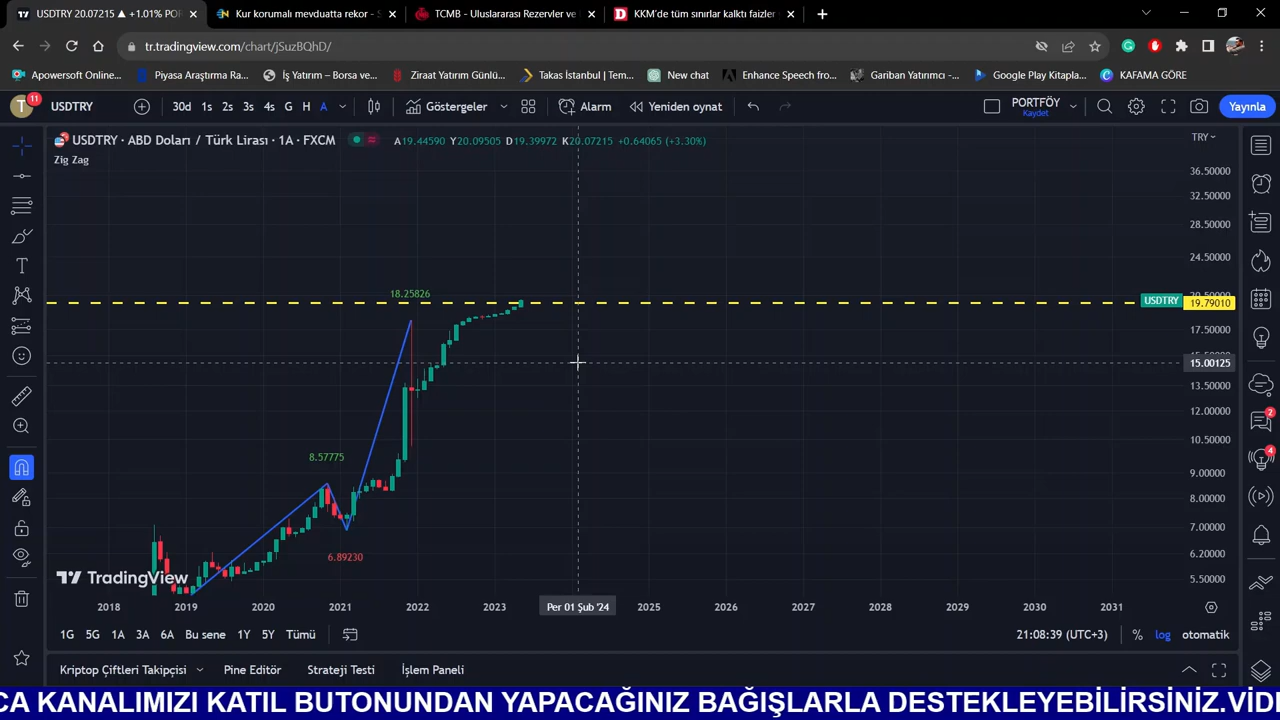 USDTRY 20.07215 ▲ +1.01% POR
Kur korumalı mevduatta rekor - S
TCMB - Uluslararası Rezervler ve
KKM'de tüm sınırlar kalktı faizler
tr.tradingview.com/chart/jSuzBQhD/
Apowersoft Online...
Piyasa Araştırma Ra...
İş Yatırım – Borsa ve...
Ziraat Yatırım Günlü...
Takas İstanbul | Tem...
New chat
Enhance Speech fro...
Gariban Yatırımcı -...
Google Play Kitapla...
KAFAMA GÖRE
T
11
USDTRY
30d
1s
2s
3s
4s
G
H
A
Göstergeler
Alarm
Yeniden oynat
PORTFÖY
Kaydet
Yayınla
USDTRY · ABD Doları / Türk Lirası · 1A · FXCM
A19.44590 Y20.09505 D19.39972 K20.07215 +0.64065 (+3.30%)
TRY
Zig Zag
36.50000
32.50000
28.50000
24.50000
20.50000
18.25826
USDTRY
19.79010
17.50000
15.00125
13.50000
12.00000
10.50000
8.57775
9.00000
8.00000
7.00000
6.89230
6.20000
5.50000
TradingView
2018
2019
2020
2021
2022
2023
Per 01 Şub '24
2025
2026
2027
2028
2029
2030
2031
2
4
1G
5G
1A
3A
6A
Bu sene
1Y
5Y
Tümü
21:08:39 (UTC+3)
%
log
otomatik
Kriptop Çiftleri Takipçisi
Pine Editör
Strateji Testi
İşlem Paneli
CA KANALIMIZI KATIL BUTONUNDAN YAPACAĞINIZ BAĞIŞLARLA DESTEKLEYEBİLİRSİNİZ.VİDE